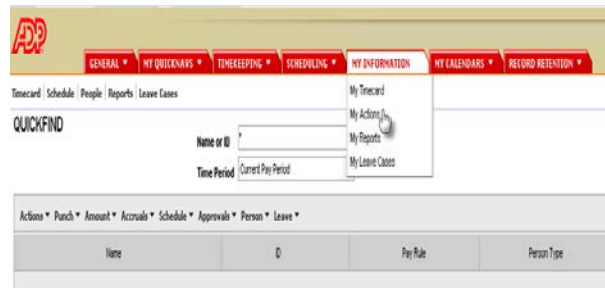 ADP
GENERAL MY QUICKNAVS TIMEKEEPING SCHEDULING MY INFORMATION MY CALENDARS RECORD RETENTION
Timecard Schedule People Reports Leave Cases
My Timecard
My Actions
My Reports
My Leave Cases
QUICKFIND
Name or ID *
Time Period Current Pay Period
Actions Punch Amount Accruals Schedule Approvals Person Leave
Name ID Pay Rule Person Type